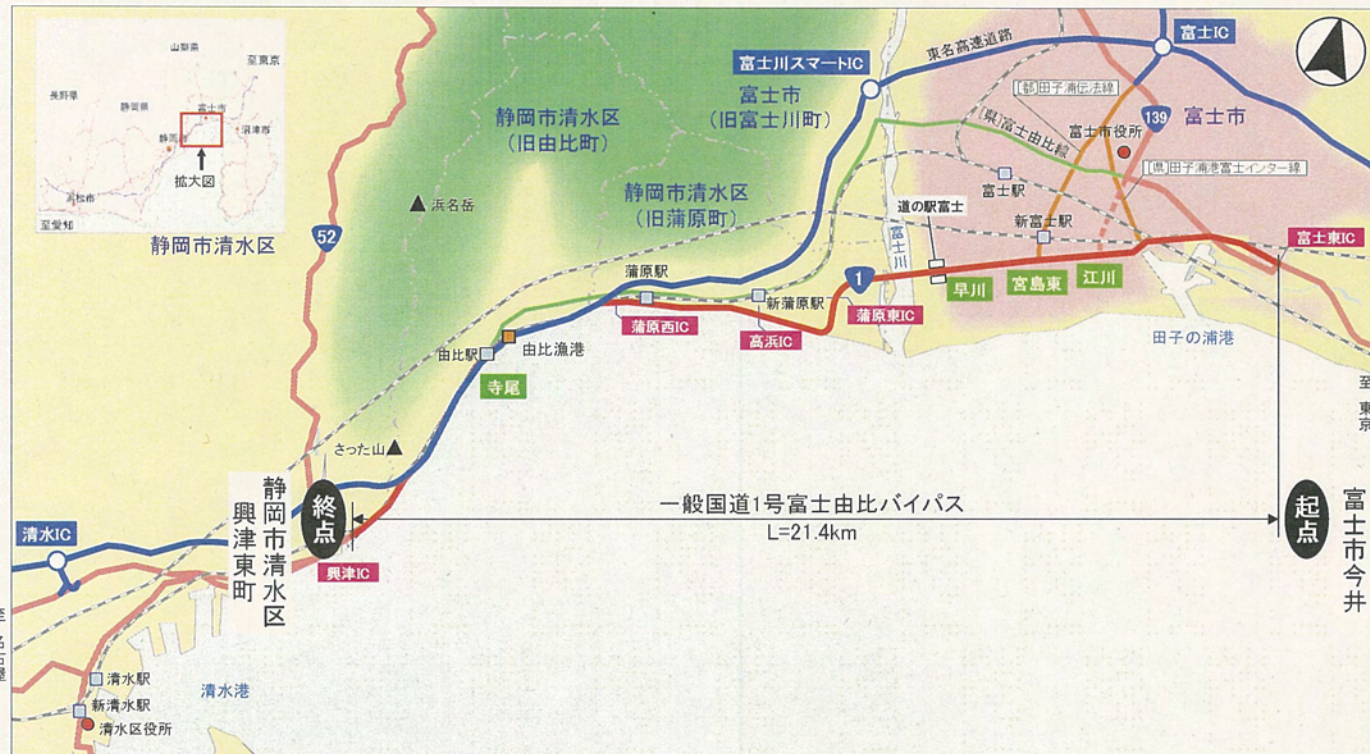 山梨県
至東京
長野県
静岡県
富士市
静岡市
沼津市
浜松市
拡大図
至愛知
静岡市清水区
52
浜名岳
静岡市清水区
(旧由比町)
静岡市清水区
(旧蒲原町)
富士川スマートIC
富士市
(旧富士川町)
東名高速道路
富士IC
[都]田子浦伝法線
139
富士市
富士市役所
[県]富士由比線
[県]田子浦港富士インター線
富士駅
道の駅富士
新富士駅
富士東IC
富士川
早川
宮島東
江川
田子の浦港
1
蒲原駅
新蒲原駅
蒲原東IC
蒲原西IC
高浜IC
由比駅
由比漁港
寺尾
さった山
至 東京
一般国道1号富士由比バイパス
L=21.4km
起点
富士市今井
終点
静岡市清水区
興津東町
清水IC
興津IC
至 名古屋
清水駅
新清水駅
清水区役所
清水港